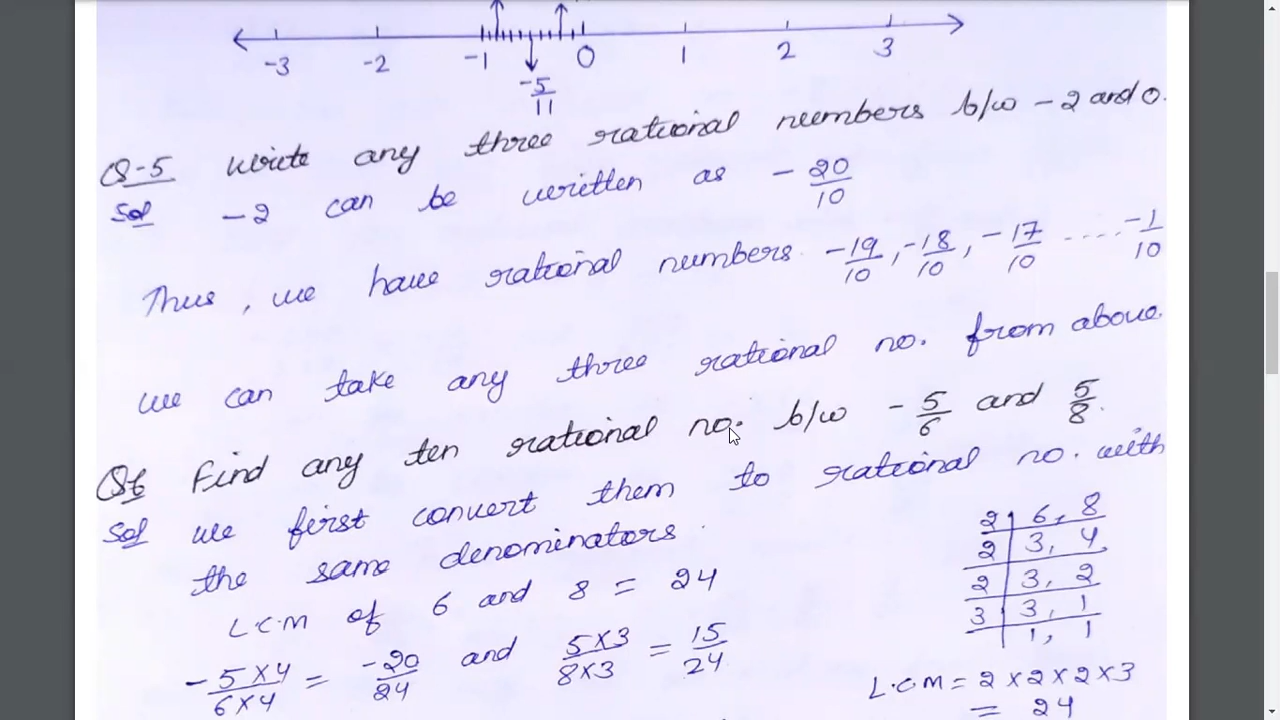 -3 -2 -1 0 1 2 3
-5/11
Q-5 Write any three rational numbers b/w -2 and 0.
Sol -2 can be written as -20/10
Thus, we have rational numbers. -19/10, -18/10, -17/10 ..... -1/10
We can take any three rational no. from above.
Q6 Find any ten rational no. b/w -5/6 and 5/8.
Sol We first convert them to rational no. with
the same denominators.
L.C.M of 6 and 8 = 24
-5×4/6×4 = -20/24 and 5×3/8×3 = 15/24
2 | 6, 8
2 | 3, 4
2 | 3, 2
3 | 3, 1
1, 1
L.C.M = 2×2×2×3
= 24